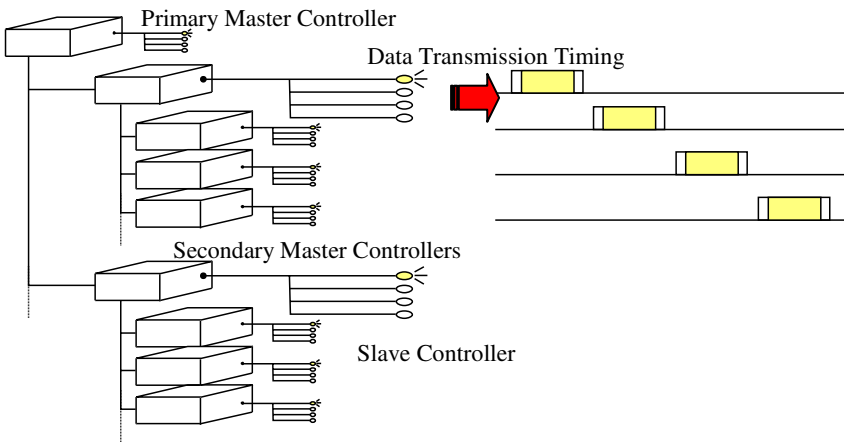 Primary Master Controller
Data Transmission Timing
Secondary Master Controllers
Slave Controller